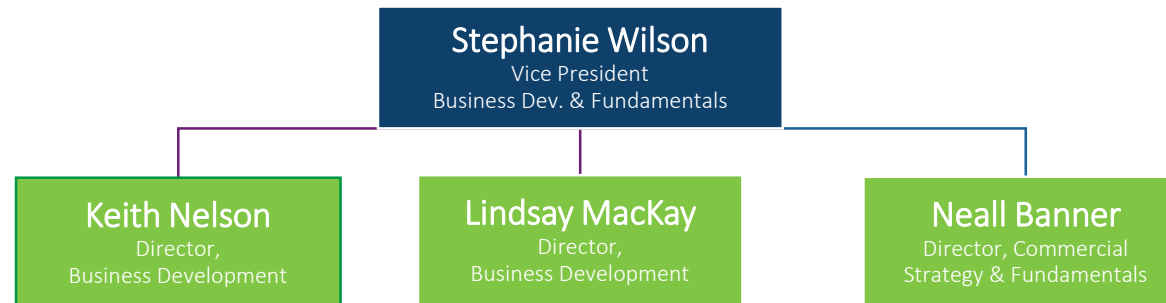 Stephanie Wilson
Vice President
Business Dev. & Fundamentals
Keith Nelson
Director,
Business Development
Lindsay MacKay
Director,
Business Development
Neall Banner
Director, Commercial
Strategy & Fundamentals